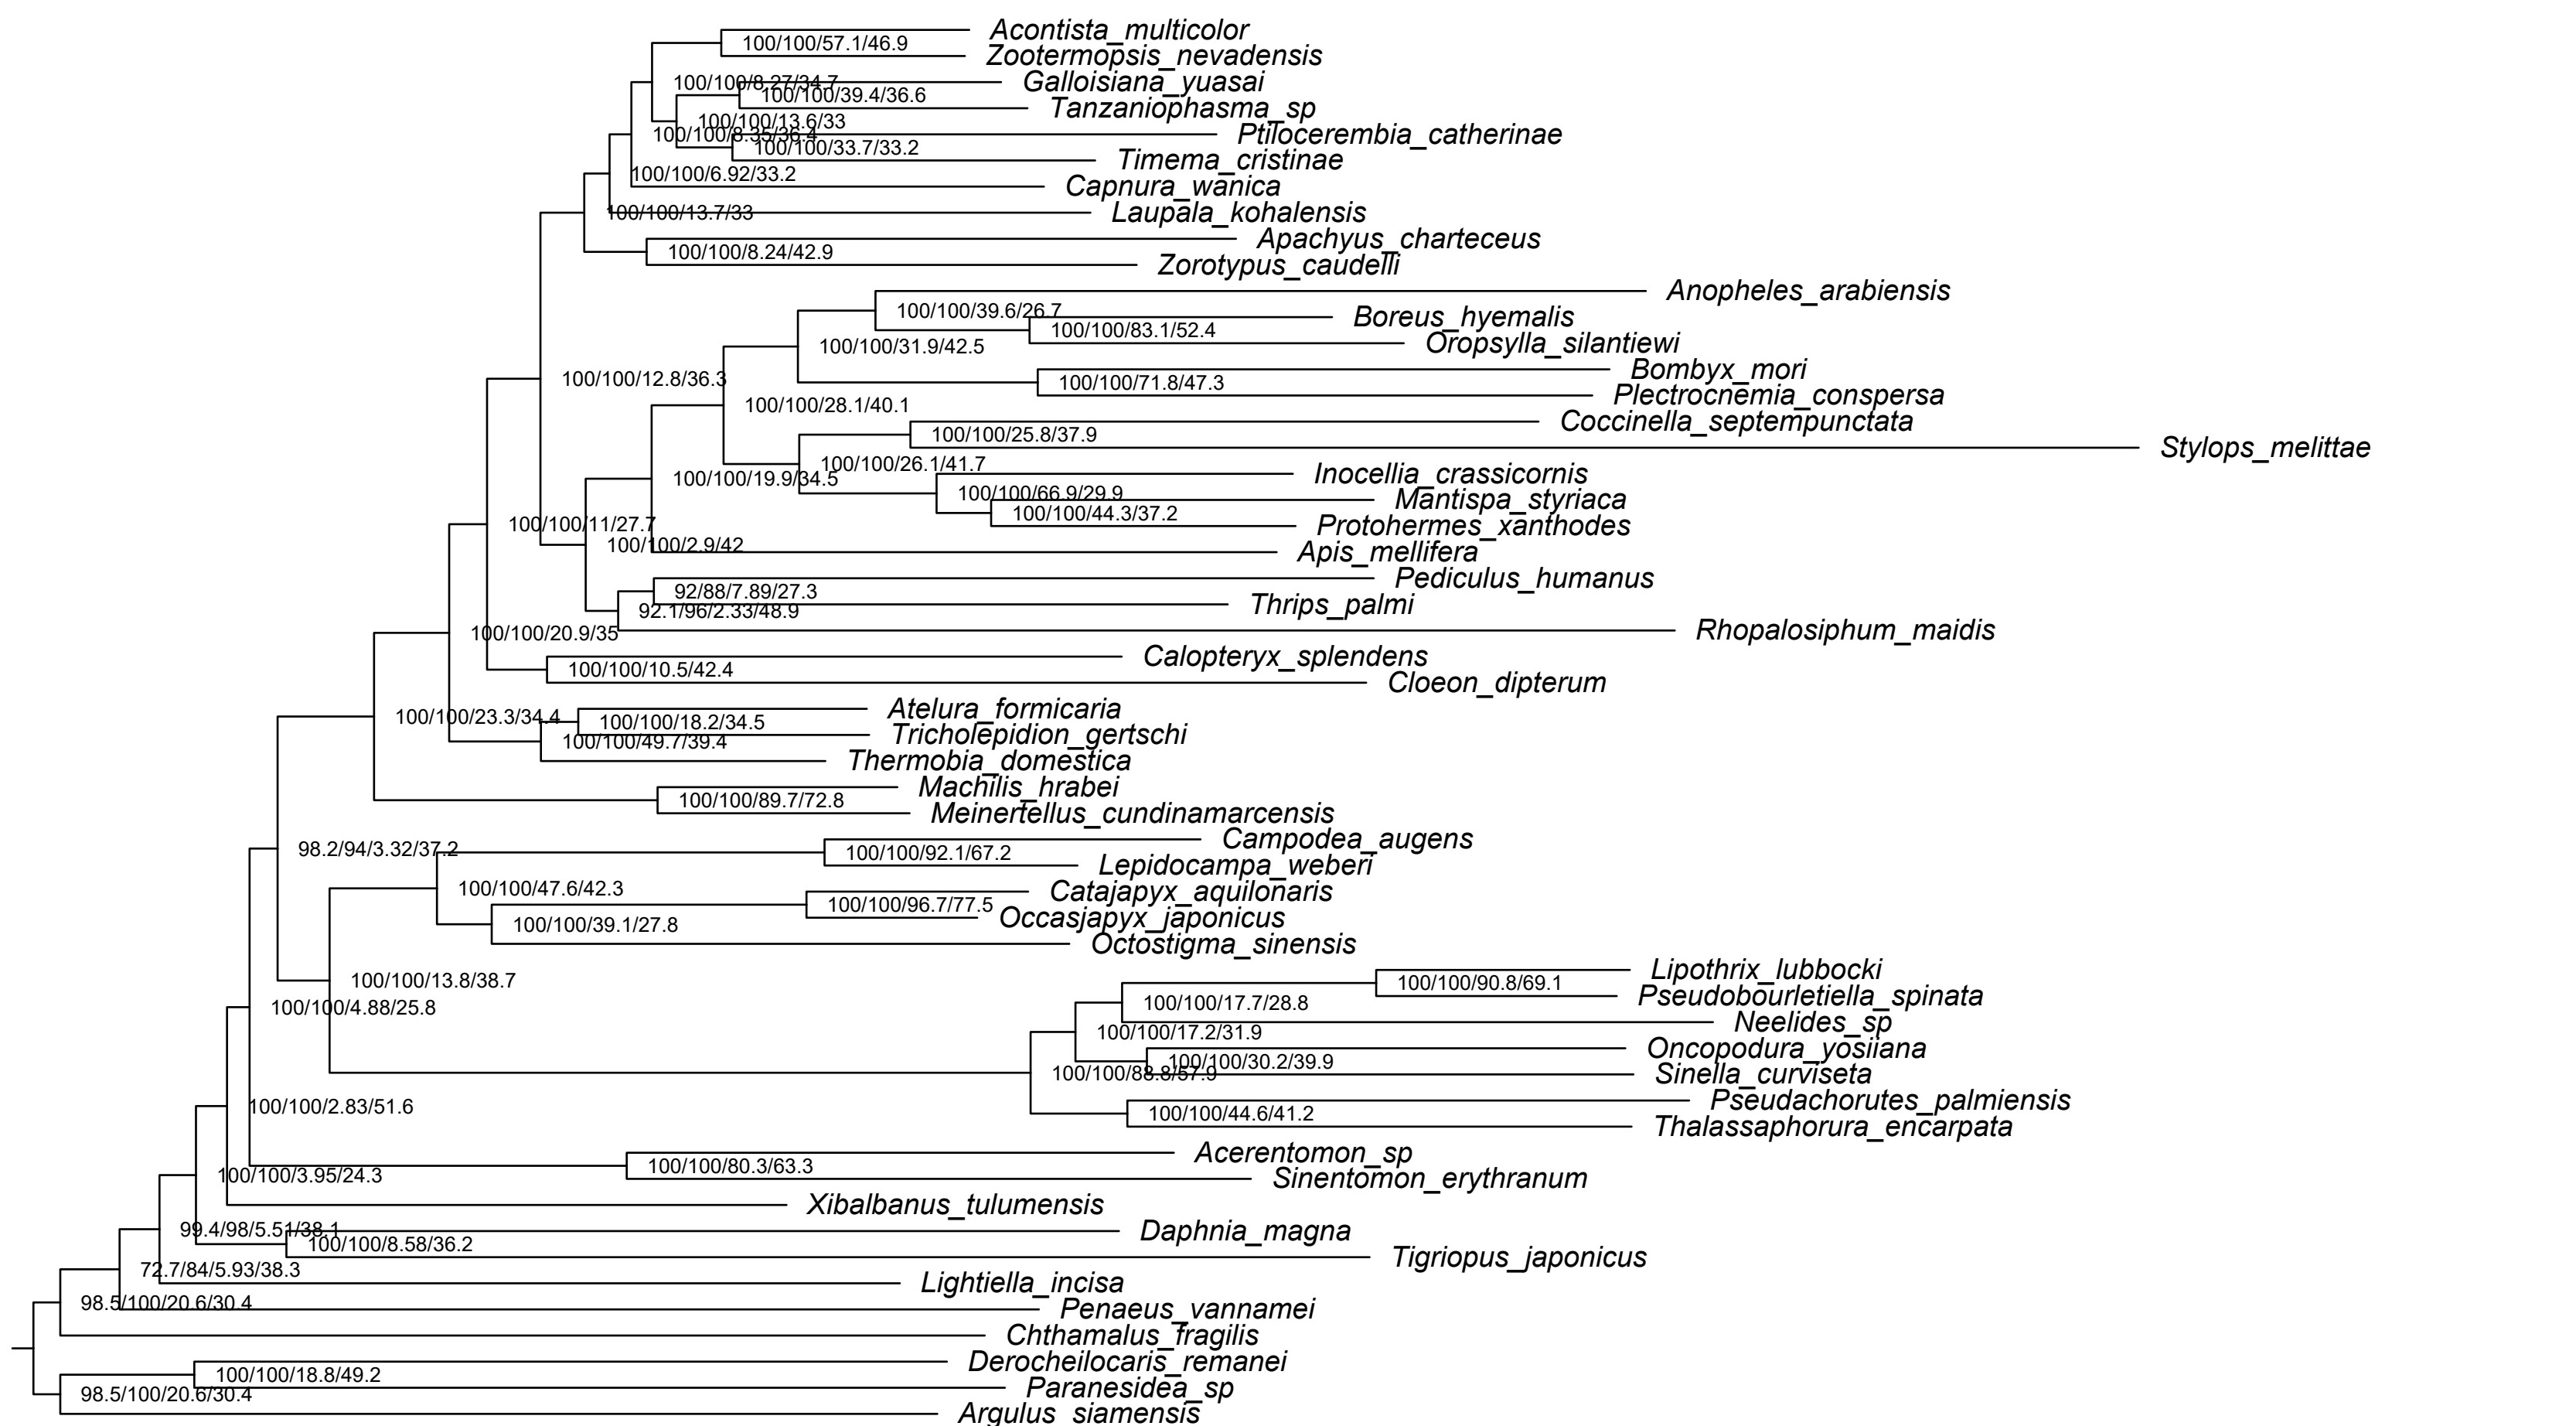 Acontista_multicolor
100/100/57.1/46.9
Zootermopsis_nevadensis
100/100/8.27/34.7
Galloisiana_yuasai
100/100/39.4/36.6
Tanzaniophasma_sp
100/100/13.6/33
100/100/8.35/36.4
Ptilocerembia_catherinae
100/100/33.7/33.2
Timema_cristinae
100/100/6.92/33.2
Capnura_wanica
100/100/13.7/33
Laupala_kohalensis
Apachyus_charteceus
100/100/8.24/42.9
Zorotypus_caudelli
Anopheles_arabiensis
100/100/39.6/26.7
Boreus_hyemalis
100/100/83.1/52.4
Oropsylla_silantiewi
100/100/31.9/42.5
Bombyx_mori
100/100/12.8/36.3
100/100/71.8/47.3
Plectrocnemia_conspersa
100/100/28.1/40.1
Coccinella_septempunctata
100/100/25.8/37.9
Stylops_melittae
100/100/26.1/41.7
100/100/19.9/34.5
Inocellia_crassicornis
100/100/66.9/29.9
Mantispa_styriaca
100/100/44.3/37.2
Protohermes_xanthodes
100/100/11/27.7
100/100/2.9/42
Apis_mellifera
Pediculus_humanus
92/88/7.89/27.3
Thrips_palmi
92.1/96/2.33/48.9
100/100/20.9/35
Rhopalosiphum_maidis
Calopteryx_splendens
100/100/10.5/42.4
Cloeon_dipterum
Atelura_formicaria
100/100/23.3/34.4
100/100/18.2/34.5
Tricholepidion_gertschi
100/100/49.7/39.4
Thermobia_domestica
Machilis_hrabei
100/100/89.7/72.8
Meinertellus_cundinamarcensis
Campodea_augens
98.2/94/3.32/37.2
100/100/92.1/67.2
Lepidocampa_weberi
100/100/47.6/42.3
Catajapyx_aquilonaris
100/100/96.7/77.5
Occasjapyx_japonicus
100/100/39.1/27.8
Octostigma_sinensis
Lipothrix_lubbocki
100/100/13.8/38.7
100/100/90.8/69.1
Pseudobourletiella_spinata
100/100/17.7/28.8
100/100/4.88/25.8
Neelides_sp
100/100/17.2/31.9
Oncopodura_yosiiana
100/100/30.2/39.9
100/100/88.8/57.9
Sinella_curviseta
Pseudachorutes_palmiensis
100/100/2.83/51.6
100/100/44.6/41.2
Thalassaphorura_encarpata
Acerentomon_sp
100/100/80.3/63.3
100/100/3.95/24.3
Sinentomon_erythranum
Xibalbanus_tulumensis
99.4/98/5.51/38.1
Daphnia_magna
100/100/8.58/36.2
Tigriopus_japonicus
72.7/84/5.93/38.3
Lightiella_incisa
98.5/100/20.6/30.4
Penaeus_vannamei
Chthamalus_fragilis
Derocheilocaris_remanei
100/100/18.8/49.2
Paranesidea_sp
98.5/100/20.6/30.4
Argulus_siamensis